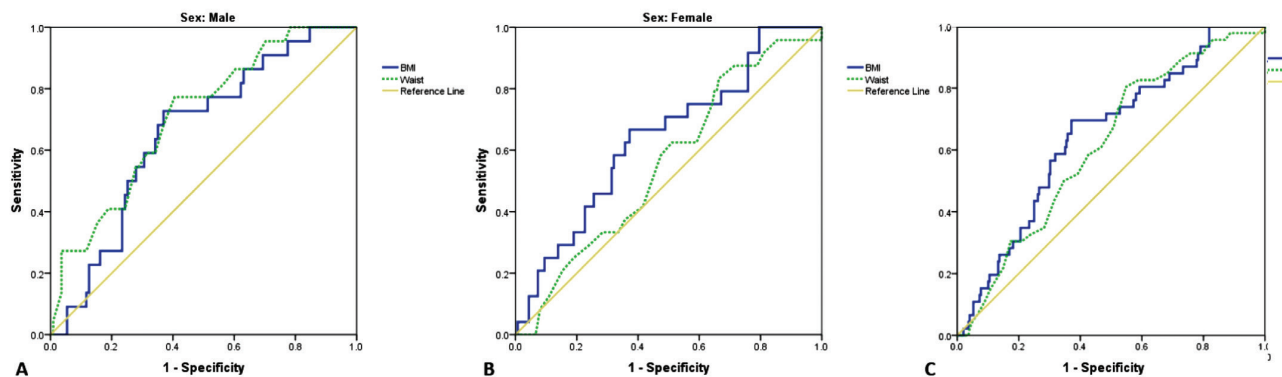 Sex: Male
1.0
0.8
0.6
0.4
0.2
0.0
Sensitivity
0.0 0.2 0.4 0.6 0.8 1.0
1 - Specificity
A
BMI
Waist
Reference Line
Sex: Female
1.0
0.8
0.6
0.4
0.2
0.0
Sensitivity
0.0 0.2 0.4 0.6 0.8 1.0
1 - Specificity
B
BMI
Waist
Reference Line
1.0
0.8
0.6
0.4
0.2
0.0
Sensitivity
0.0 0.2 0.4 0.6 0.8 1.0
1 - Specificity
C